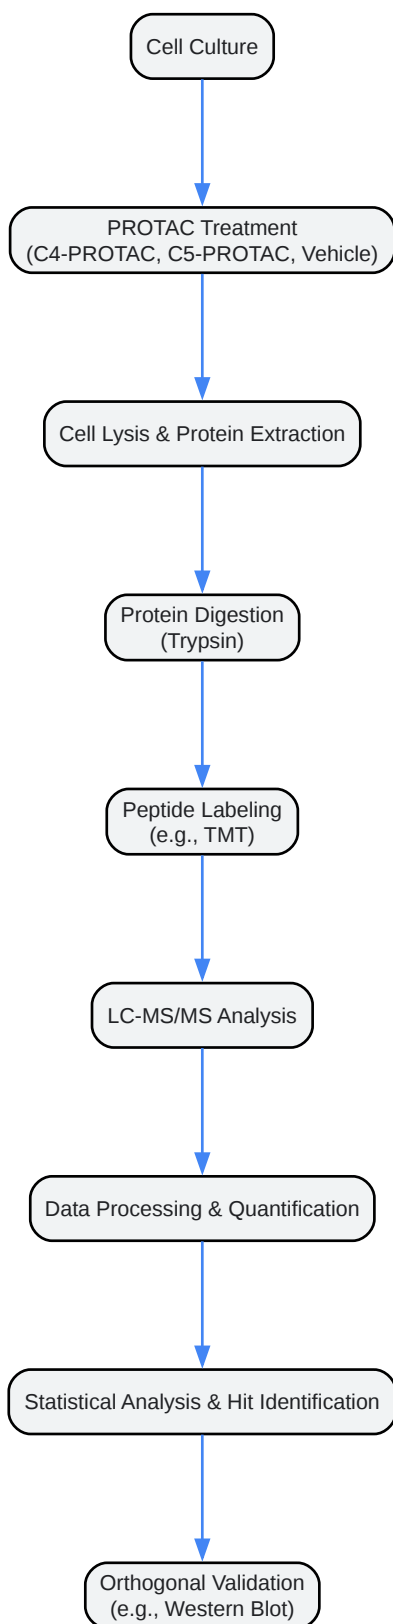 Cell Culture
PROTAC Treatment
(C4-PROTAC, C5-PROTAC, Vehicle)
Cell Lysis & Protein Extraction
Protein Digestion
(Trypsin)
Peptide Labeling
(e.g., TMT)
LC-MS/MS Analysis
Data Processing & Quantification
Statistical Analysis & Hit Identification
Orthogonal Validation
(e.g., Western Blot)